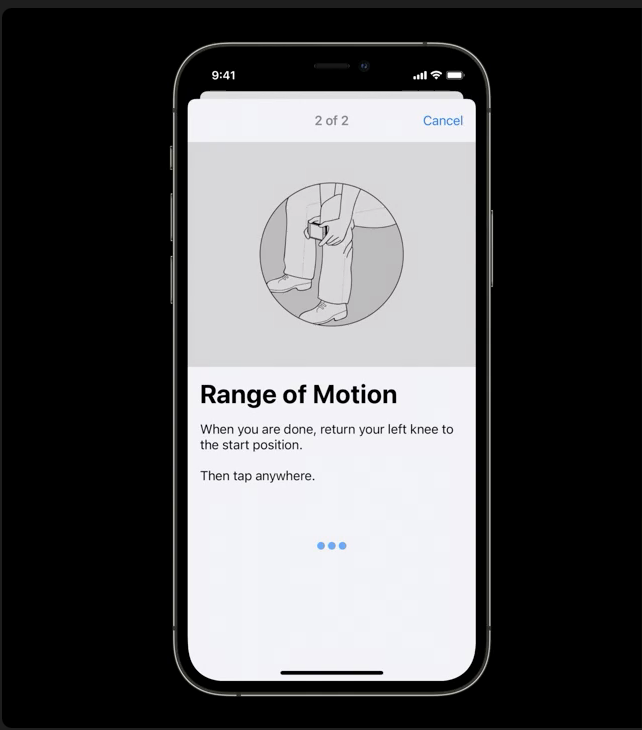 9:41
2 of 2
Cancel
Range of Motion
When you are done, return your left knee to
the start position.
Then tap anywhere.